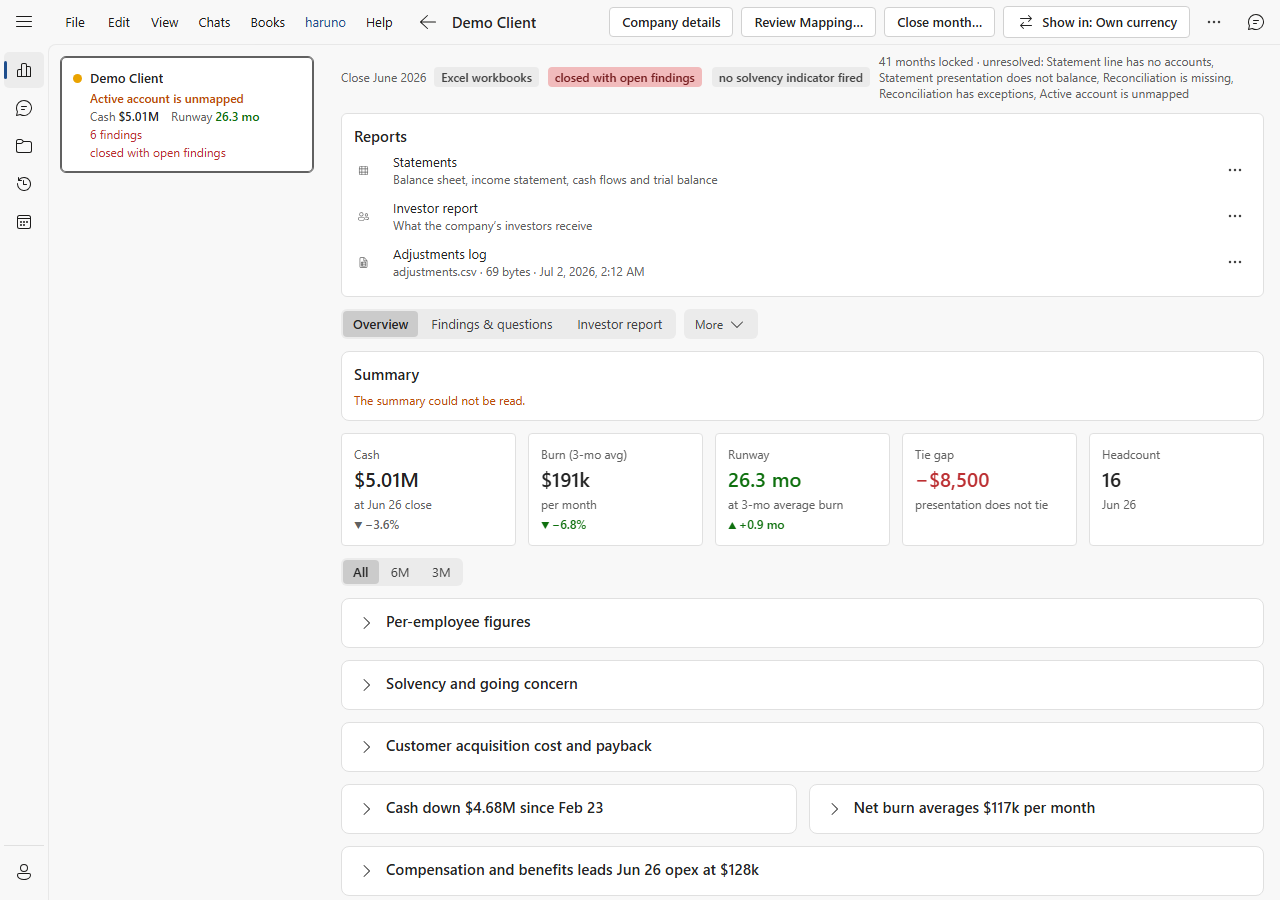 File Edit View Chats Books haruno Help Demo Client Company details Review Mapping... Close month... Show in: Own currency
Demo Client
Active account is unmapped
Cash $5.01M Runway 26.3 mo
6 findings
closed with open findings
Close June 2026 Excel workbooks closed with open findings no solvency indicator fired
41 months locked · unresolved: Statement line has no accounts,
Statement presentation does not balance, Reconciliation is missing,
Reconciliation has exceptions, Active account is unmapped
Reports
Statements
Balance sheet, income statement, cash flows and trial balance
Investor report
What the company's investors receive
Adjustments log
adjustments.csv · 69 bytes · Jul 2, 2026, 2:12 AM
Overview Findings & questions Investor report More
Summary
The summary could not be read.
Cash
$5.01M
at Jun 26 close
▼ −3.6%
Burn (3-mo avg)
$191k
per month
▼ −6.8%
Runway
26.3 mo
at 3-mo average burn
▲ +0.9 mo
Tie gap
−$8,500
presentation does not tie
Headcount
16
Jun 26
All 6M 3M
Per-employee figures
Solvency and going concern
Customer acquisition cost and payback
Cash down $4.68M since Feb 23
Net burn averages $117k per month
Compensation and benefits leads Jun 26 opex at $128k